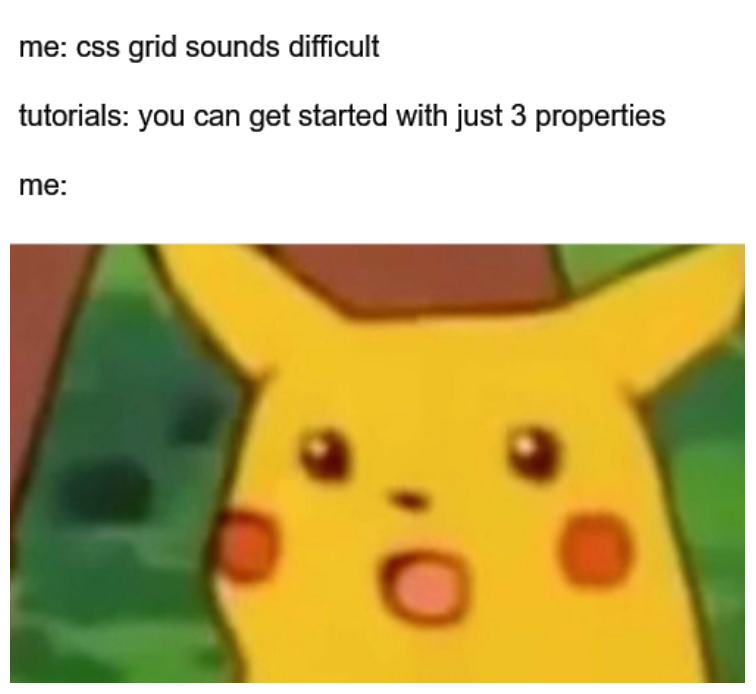 me: css grid sounds difficult
tutorials: you can get started with just 3 properties
me: